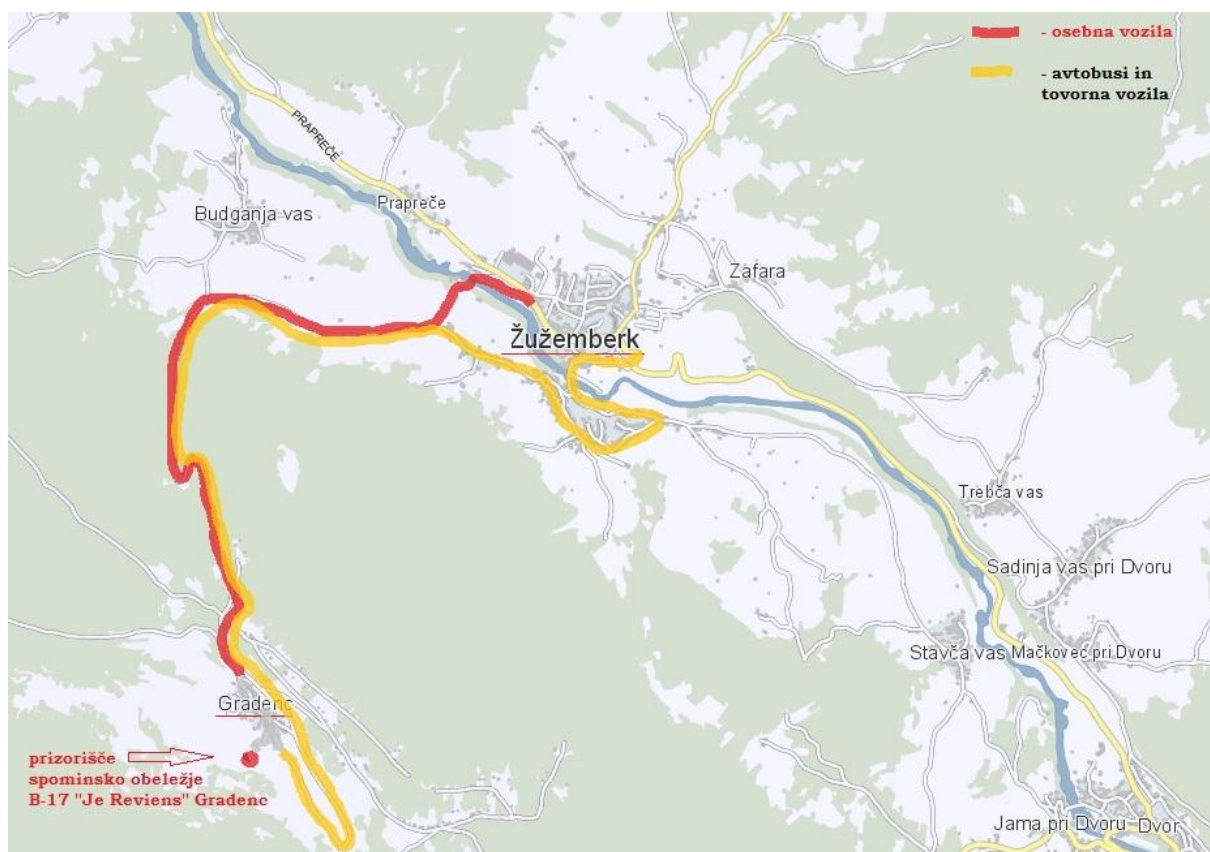 - osebna vozila
- avtobusi in
tovorna vozila
PRAPREČE
Prapreče
Budganja vas
Zafara
Žužemberk
Trebča vas
Sadinja vas pri Dvoru
Stavča vas
Mačkovec pri Dvoru
Gradenc
prizorišče
spominsko obeležje
B-17 "Je Reviens" Gradenc
Jama pri Dvoru
Dvor